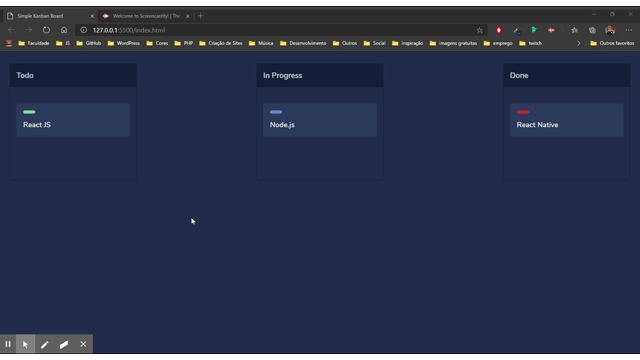 Simple Kanban Board
Welcome to Screencastify! | Thi
127.0.0.1:5500/index.html
Faculdade JS GitHub WordPress Cores PHP Criação de Sites Música Desenvolvimento Outros Social Inspiração imagens gratuitas emprego twitch Outros favoritos
Todo In Progress Done
React JS Node.js React Native